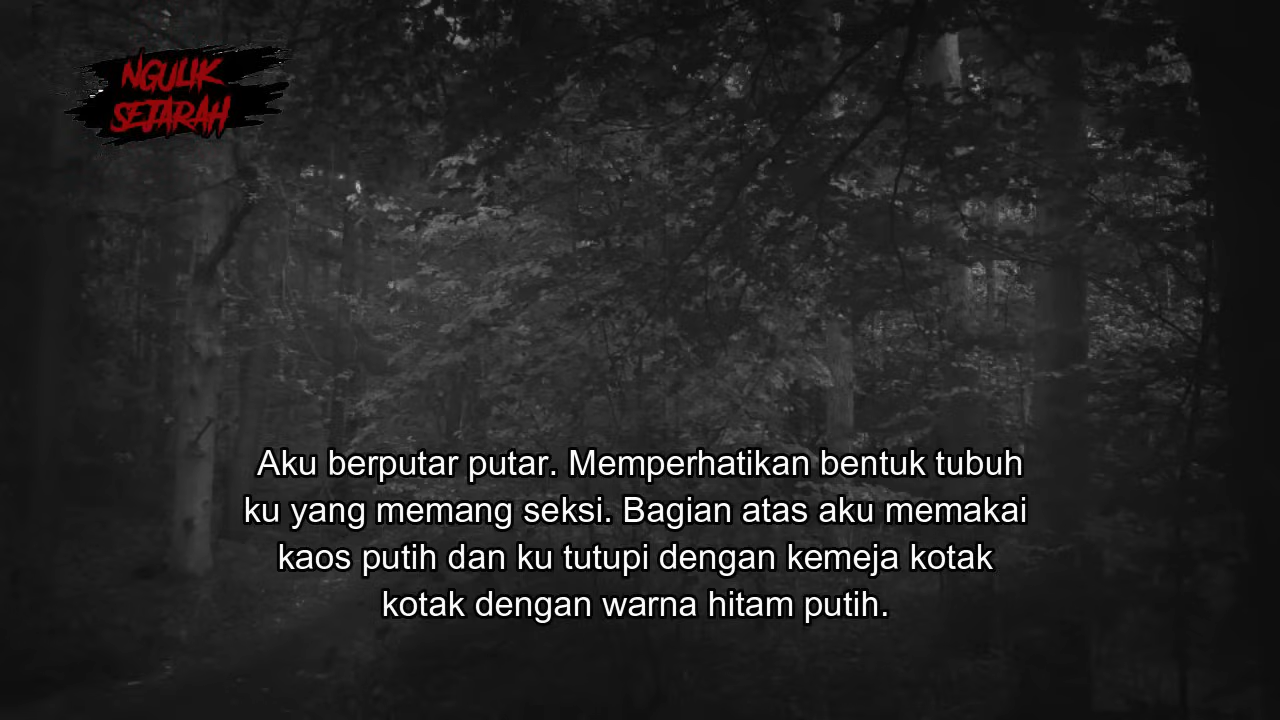 NGULIK
SEJARAH
Aku berputar putar. Memperhatikan bentuk tubuh
ku yang memang seksi. Bagian atas aku memakai
kaos putih dan ku tutupi dengan kemeja kotak
kotak dengan warna hitam putih.